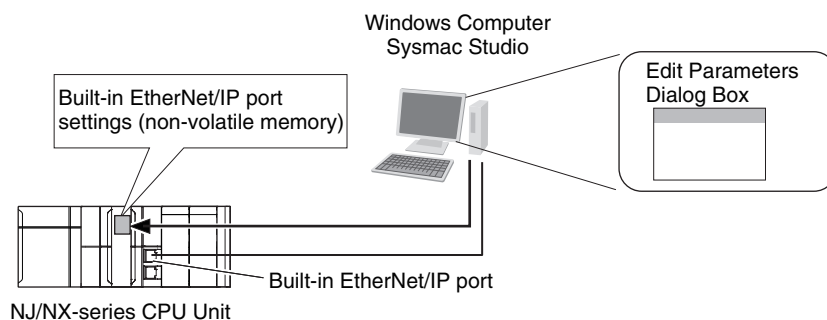 Windows Computer
Sysmac Studio
Edit Parameters
Dialog Box
Built-in EtherNet/IP port
settings (non-volatile memory)
Built-in EtherNet/IP port
NJ/NX-series CPU Unit